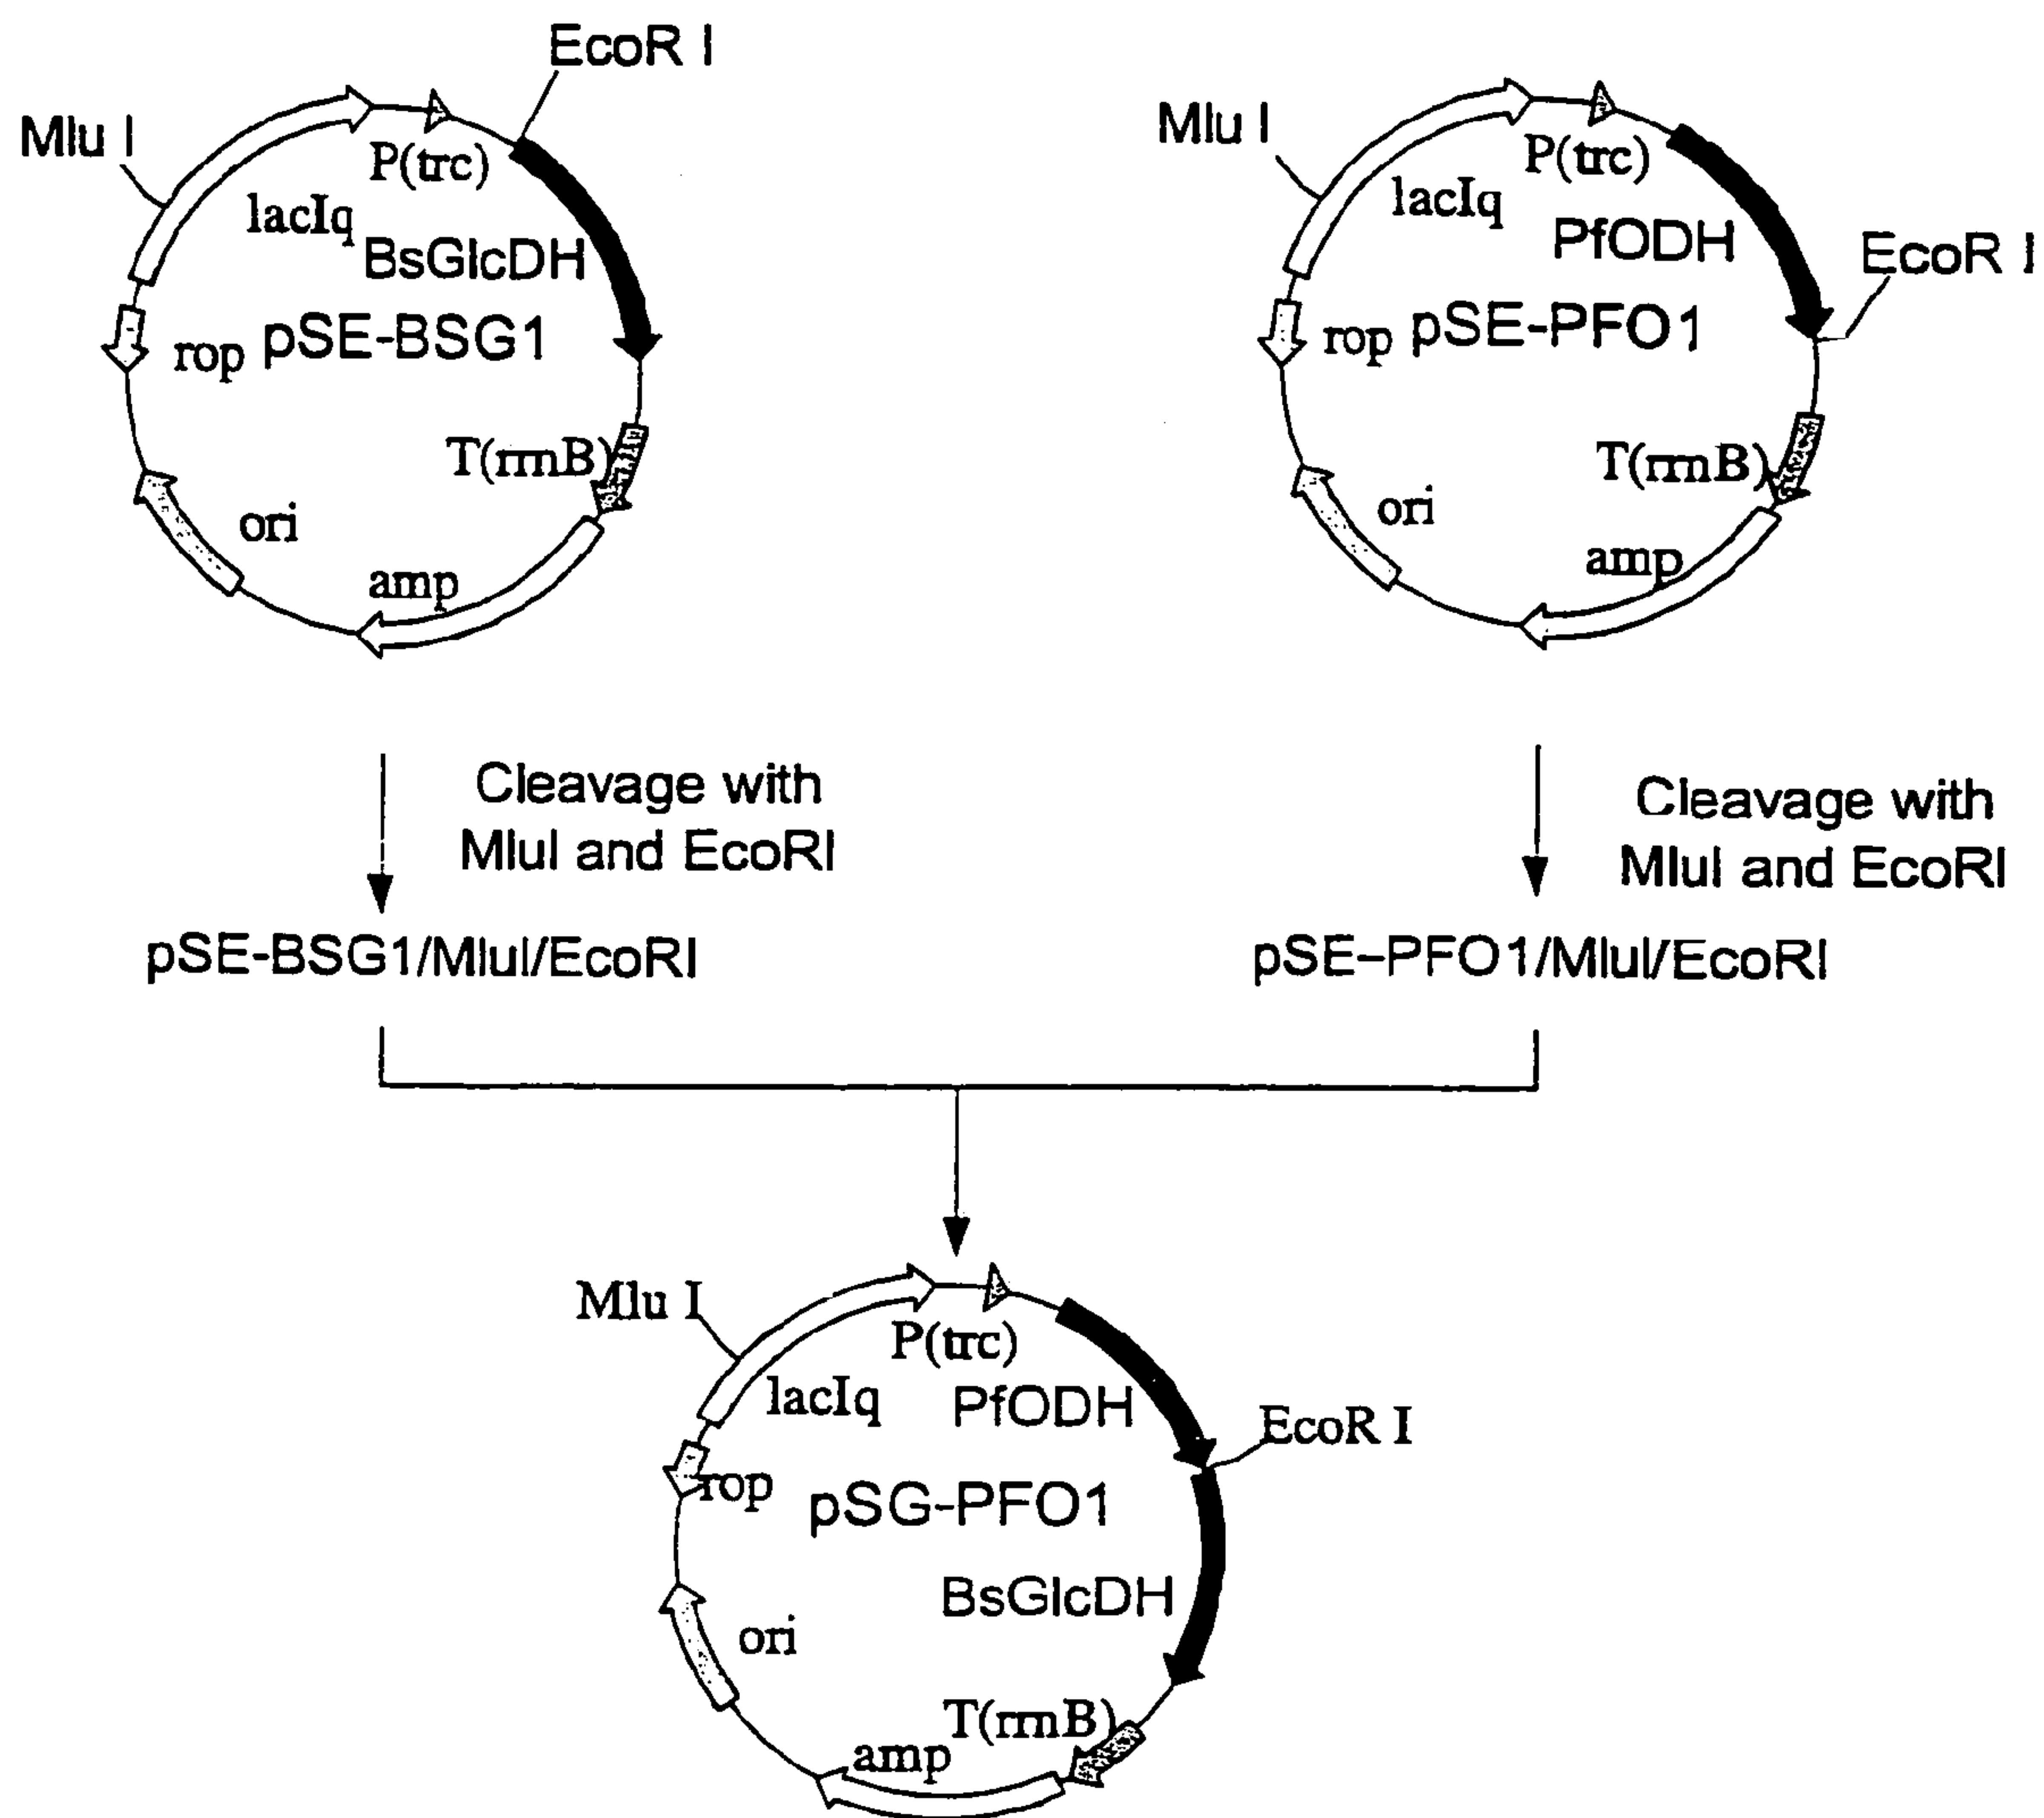 EcoR I
Mlu I
P(trc)
lacIq
BsGlcDH
rop
pSE-BSG1
T(rrnB)
ori
amp
Mlu I
P(trc)
lacIq
PfODH
EcoR I
rop
pSE-PFO1
T(rrnB)
ori
amp
Cleavage with
MluI and EcoRI
Cleavage with
MluI and EcoRI
pSE-BSG1/MluI/EcoRI
pSE–PFO1/MluI/EcoRI
Mlu I
P(trc)
lacIq
PfODH
EcoR I
rop
pSG-PFO1
BsGlcDH
ori
T(rrnB)
amp